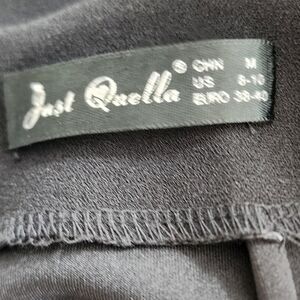 Just Quella®
CHN M
US 8-10
EURO 38-40